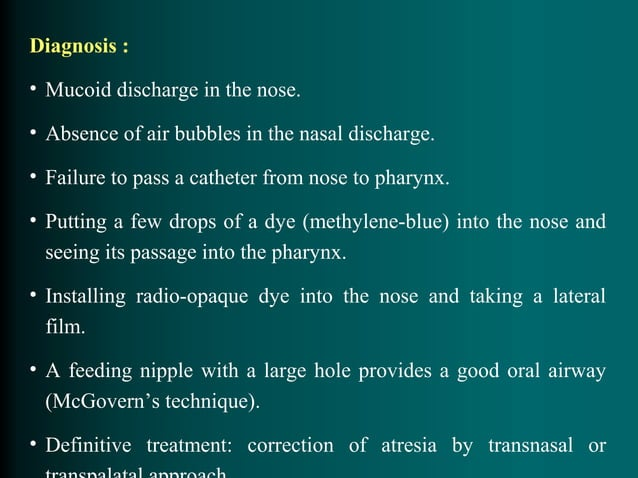 Diagnosis :
• Mucoid discharge in the nose.
• Absence of air bubbles in the nasal discharge.
• Failure to pass a catheter from nose to pharynx.
• Putting a few drops of a dye (methylene-blue) into the nose and
seeing its passage into the pharynx.
• Installing radio-opaque dye into the nose and taking a lateral
film.
• A feeding nipple with a large hole provides a good oral airway
(McGovern’s technique).
• Definitive treatment: correction of atresia by transnasal or
transpalatal approach